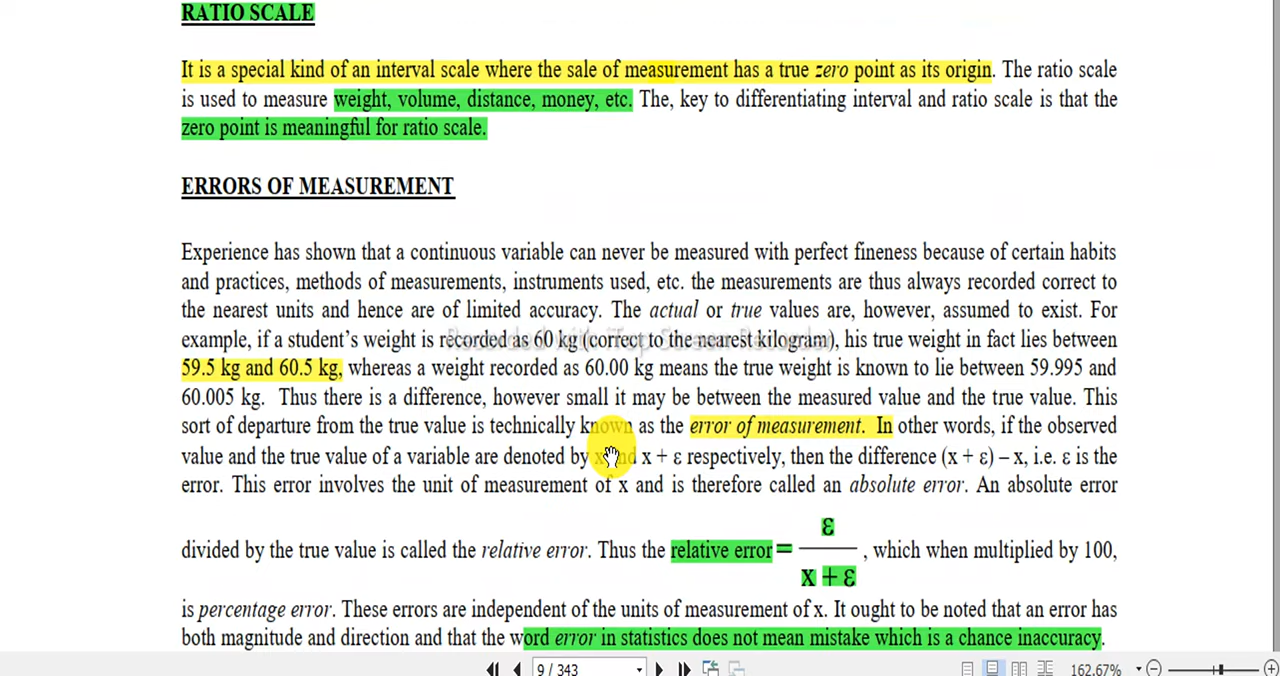 RATIO SCALE
It is a special kind of an interval scale where the sale of measurement has a true zero point as its origin. The ratio scale
is used to measure weight, volume, distance, money, etc. The, key to differentiating interval and ratio scale is that the
zero point is meaningful for ratio scale.
ERRORS OF MEASUREMENT
Experience has shown that a continuous variable can never be measured with perfect fineness because of certain habits
and practices, methods of measurements, instruments used, etc. the measurements are thus always recorded correct to
the nearest units and hence are of limited accuracy. The actual or true values are, however, assumed to exist. For
example, if a student's weight is recorded as 60 kg (correct to the nearest kilogram), his true weight in fact lies between
Recorded with iTop Screen Recorder
59.5 kg and 60.5 kg, whereas a weight recorded as 60.00 kg means the true weight is known to lie between 59.995 and
60.005 kg. Thus there is a difference, however small it may be between the measured value and the true value. This
sort of departure from the true value is technically known as the error of measurement. In other words, if the observed
value and the true value of a variable are denoted by x and x + ε respectively, then the difference (x + ε) – x, i.e. ε is the
error. This error involves the unit of measurement of x and is therefore called an absolute error. An absolute error
divided by the true value is called the relative error. Thus the relative error = ε / x + ε , which when multiplied by 100,
is percentage error. These errors are independent of the units of measurement of x. It ought to be noted that an error has
both magnitude and direction and that the word error in statistics does not mean mistake which is a chance inaccuracy.
9 / 343
162.67%